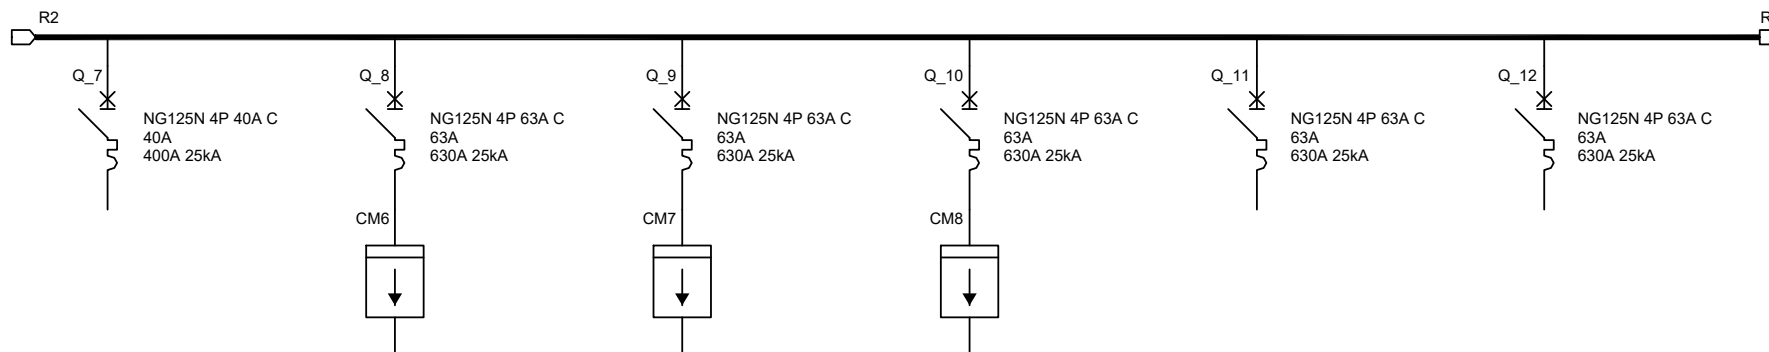 R2
R
Q_7
Q_8
Q_9
Q_10
Q_11
Q_12
NG125N 4P 40A C
40A
400A 25kA
NG125N 4P 63A C
63A
630A 25kA
NG125N 4P 63A C
63A
630A 25kA
NG125N 4P 63A C
63A
630A 25kA
NG125N 4P 63A C
63A
630A 25kA
NG125N 4P 63A C
63A
630A 25kA
CM6
CM7
CM8